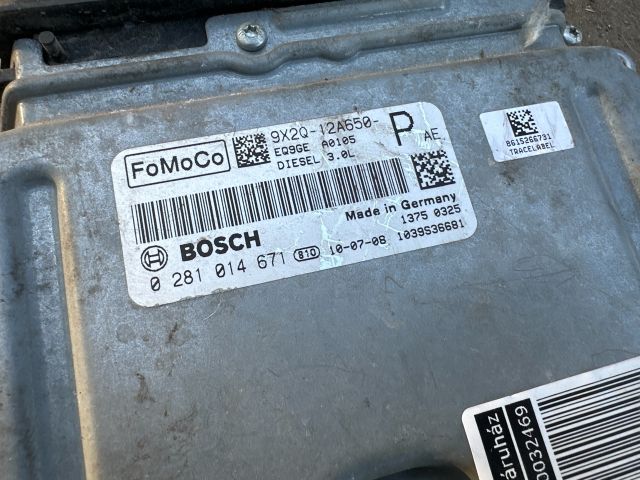 FoMoCo
9X2Q-12A650- P AE
EQ9GE A0105
DIESEL 3.0L
Made in Germany
1375 0325
BOSCH
0 281 014 671 810 10-07-08 1039S36681
8615266731
TRACELABEL
áruház
0032469